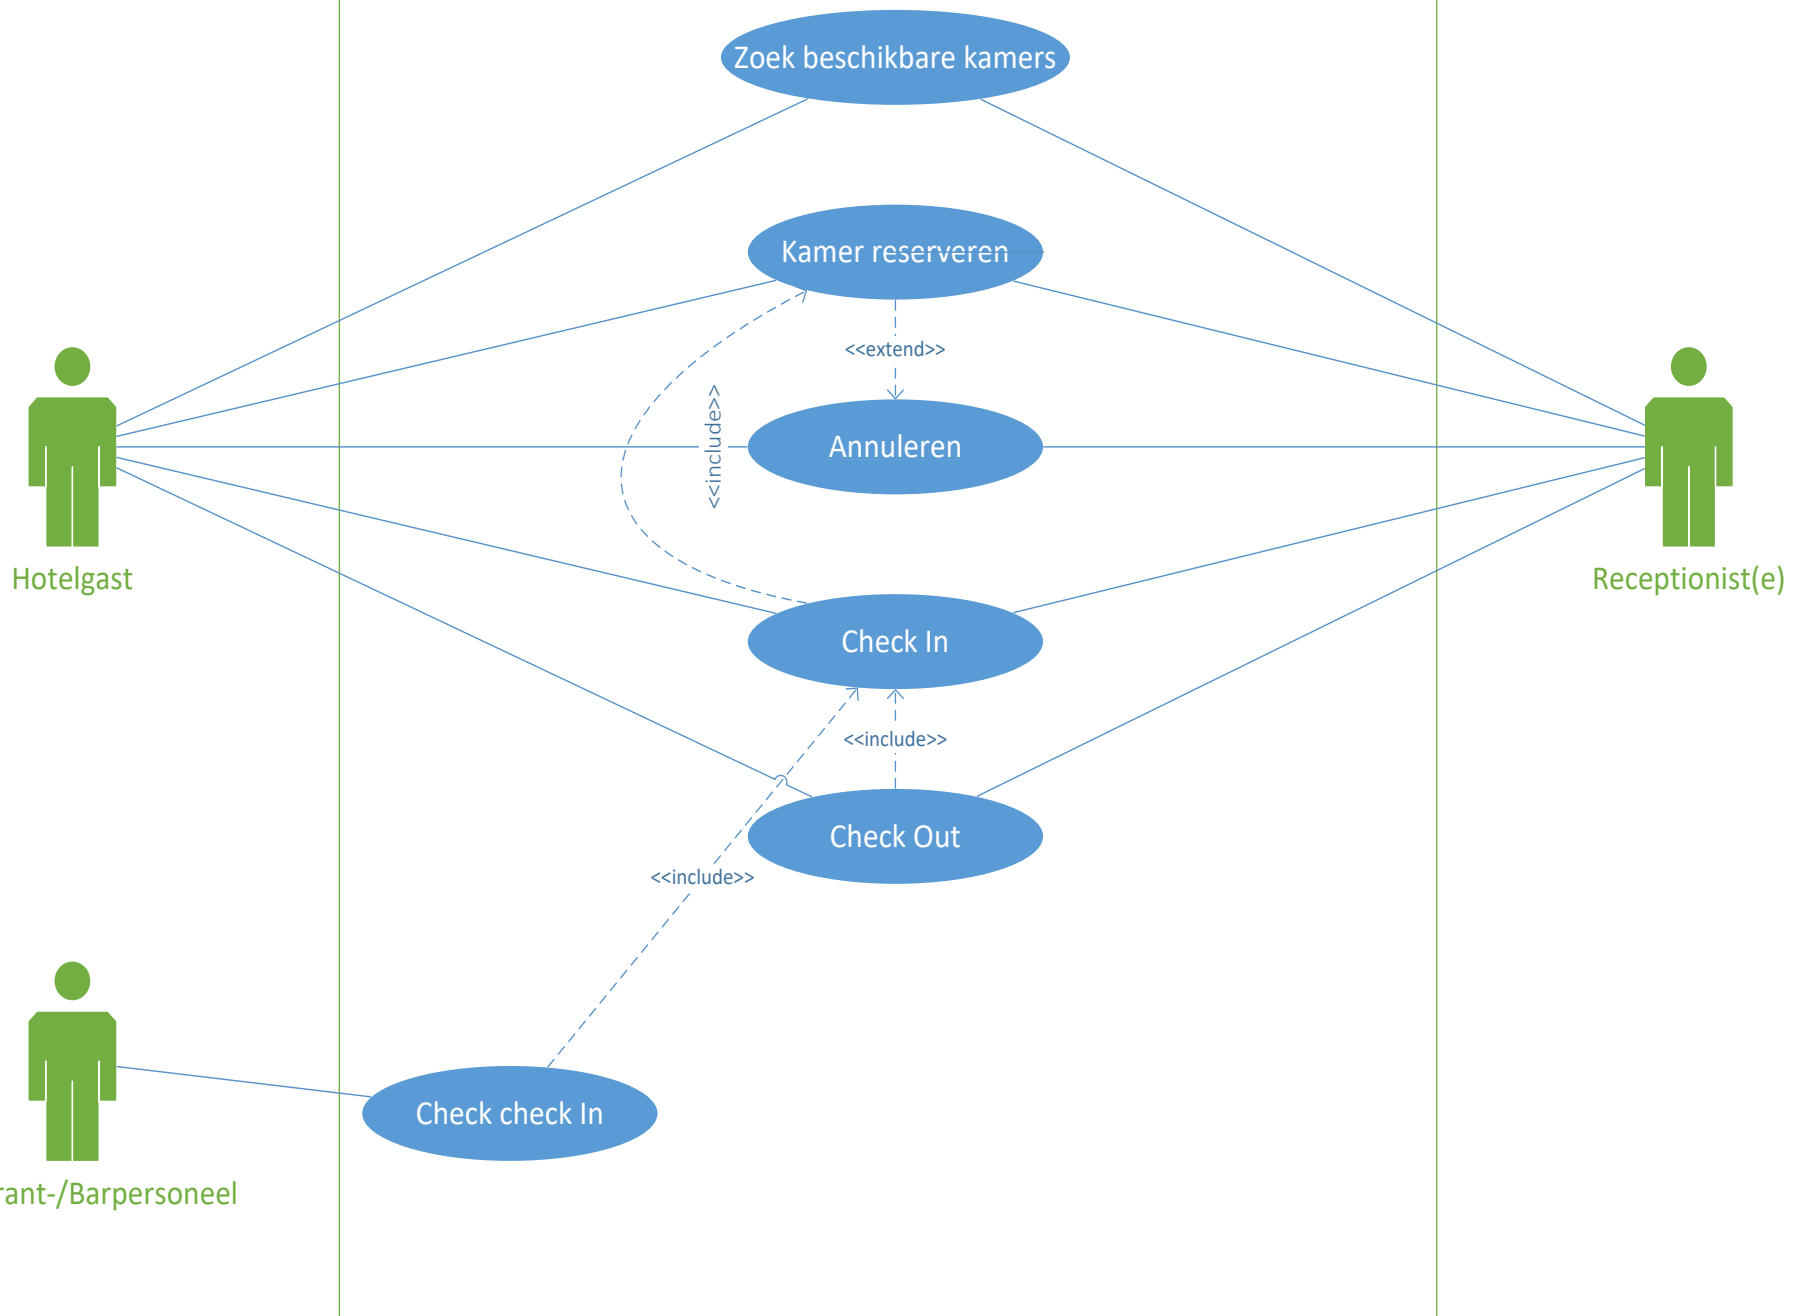 Zoek beschikbare kamers
Kamer reserveren
<<extend>>
<<include>>
Annuleren
Hotelgast
Receptionist(e)
Check In
<<include>>
Check Out
<<include>>
Check check In
rant-/Barpersoneel